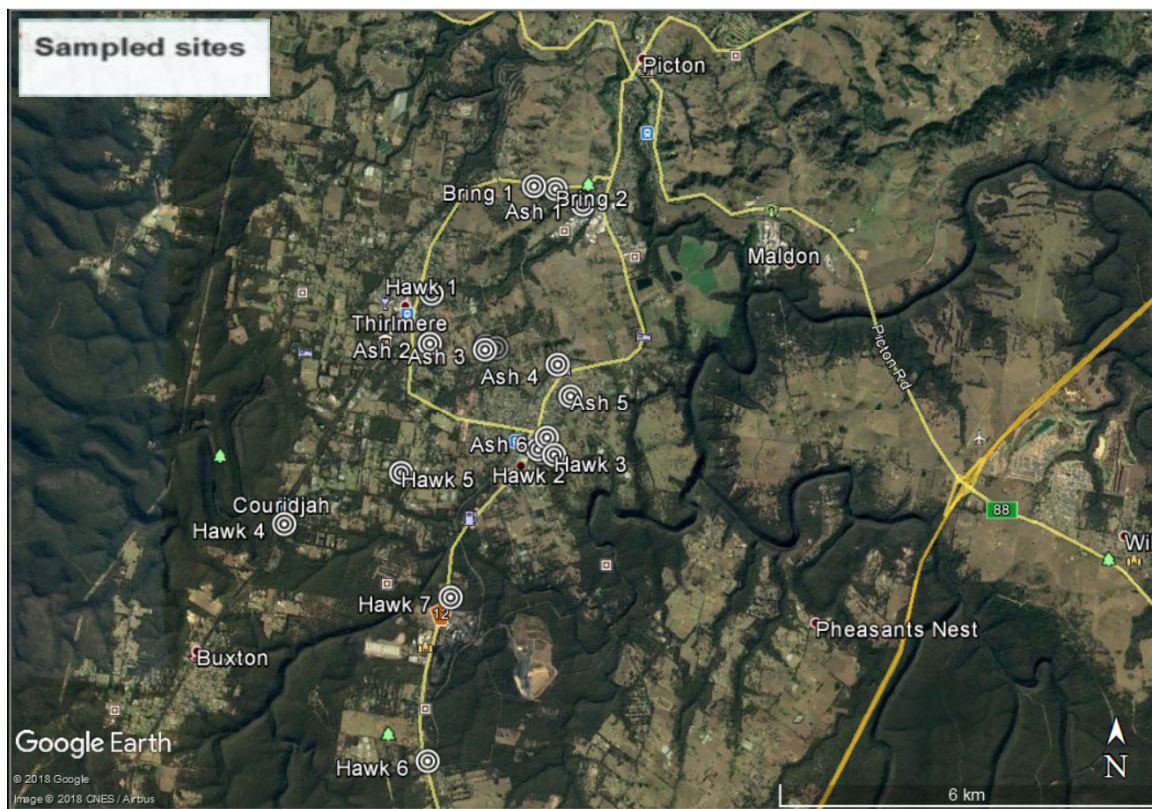 Sampled sites
Picton
Bring 1
Bring 2
Ash 1
Maldon
Hawk 1
Thirlmere
Ash 2
Ash 3
Ash 4
Picton Rd
Ash 5
Ash 6
Hawk 3
Hawk 2
Hawk 5
Couridjah
Hawk 4
88
Wil
Hawk 7
12
Pheasants Nest
Buxton
Google Earth
N
Hawk 6
© 2018 Google
Image © 2018 CNES / Airbus
6 km